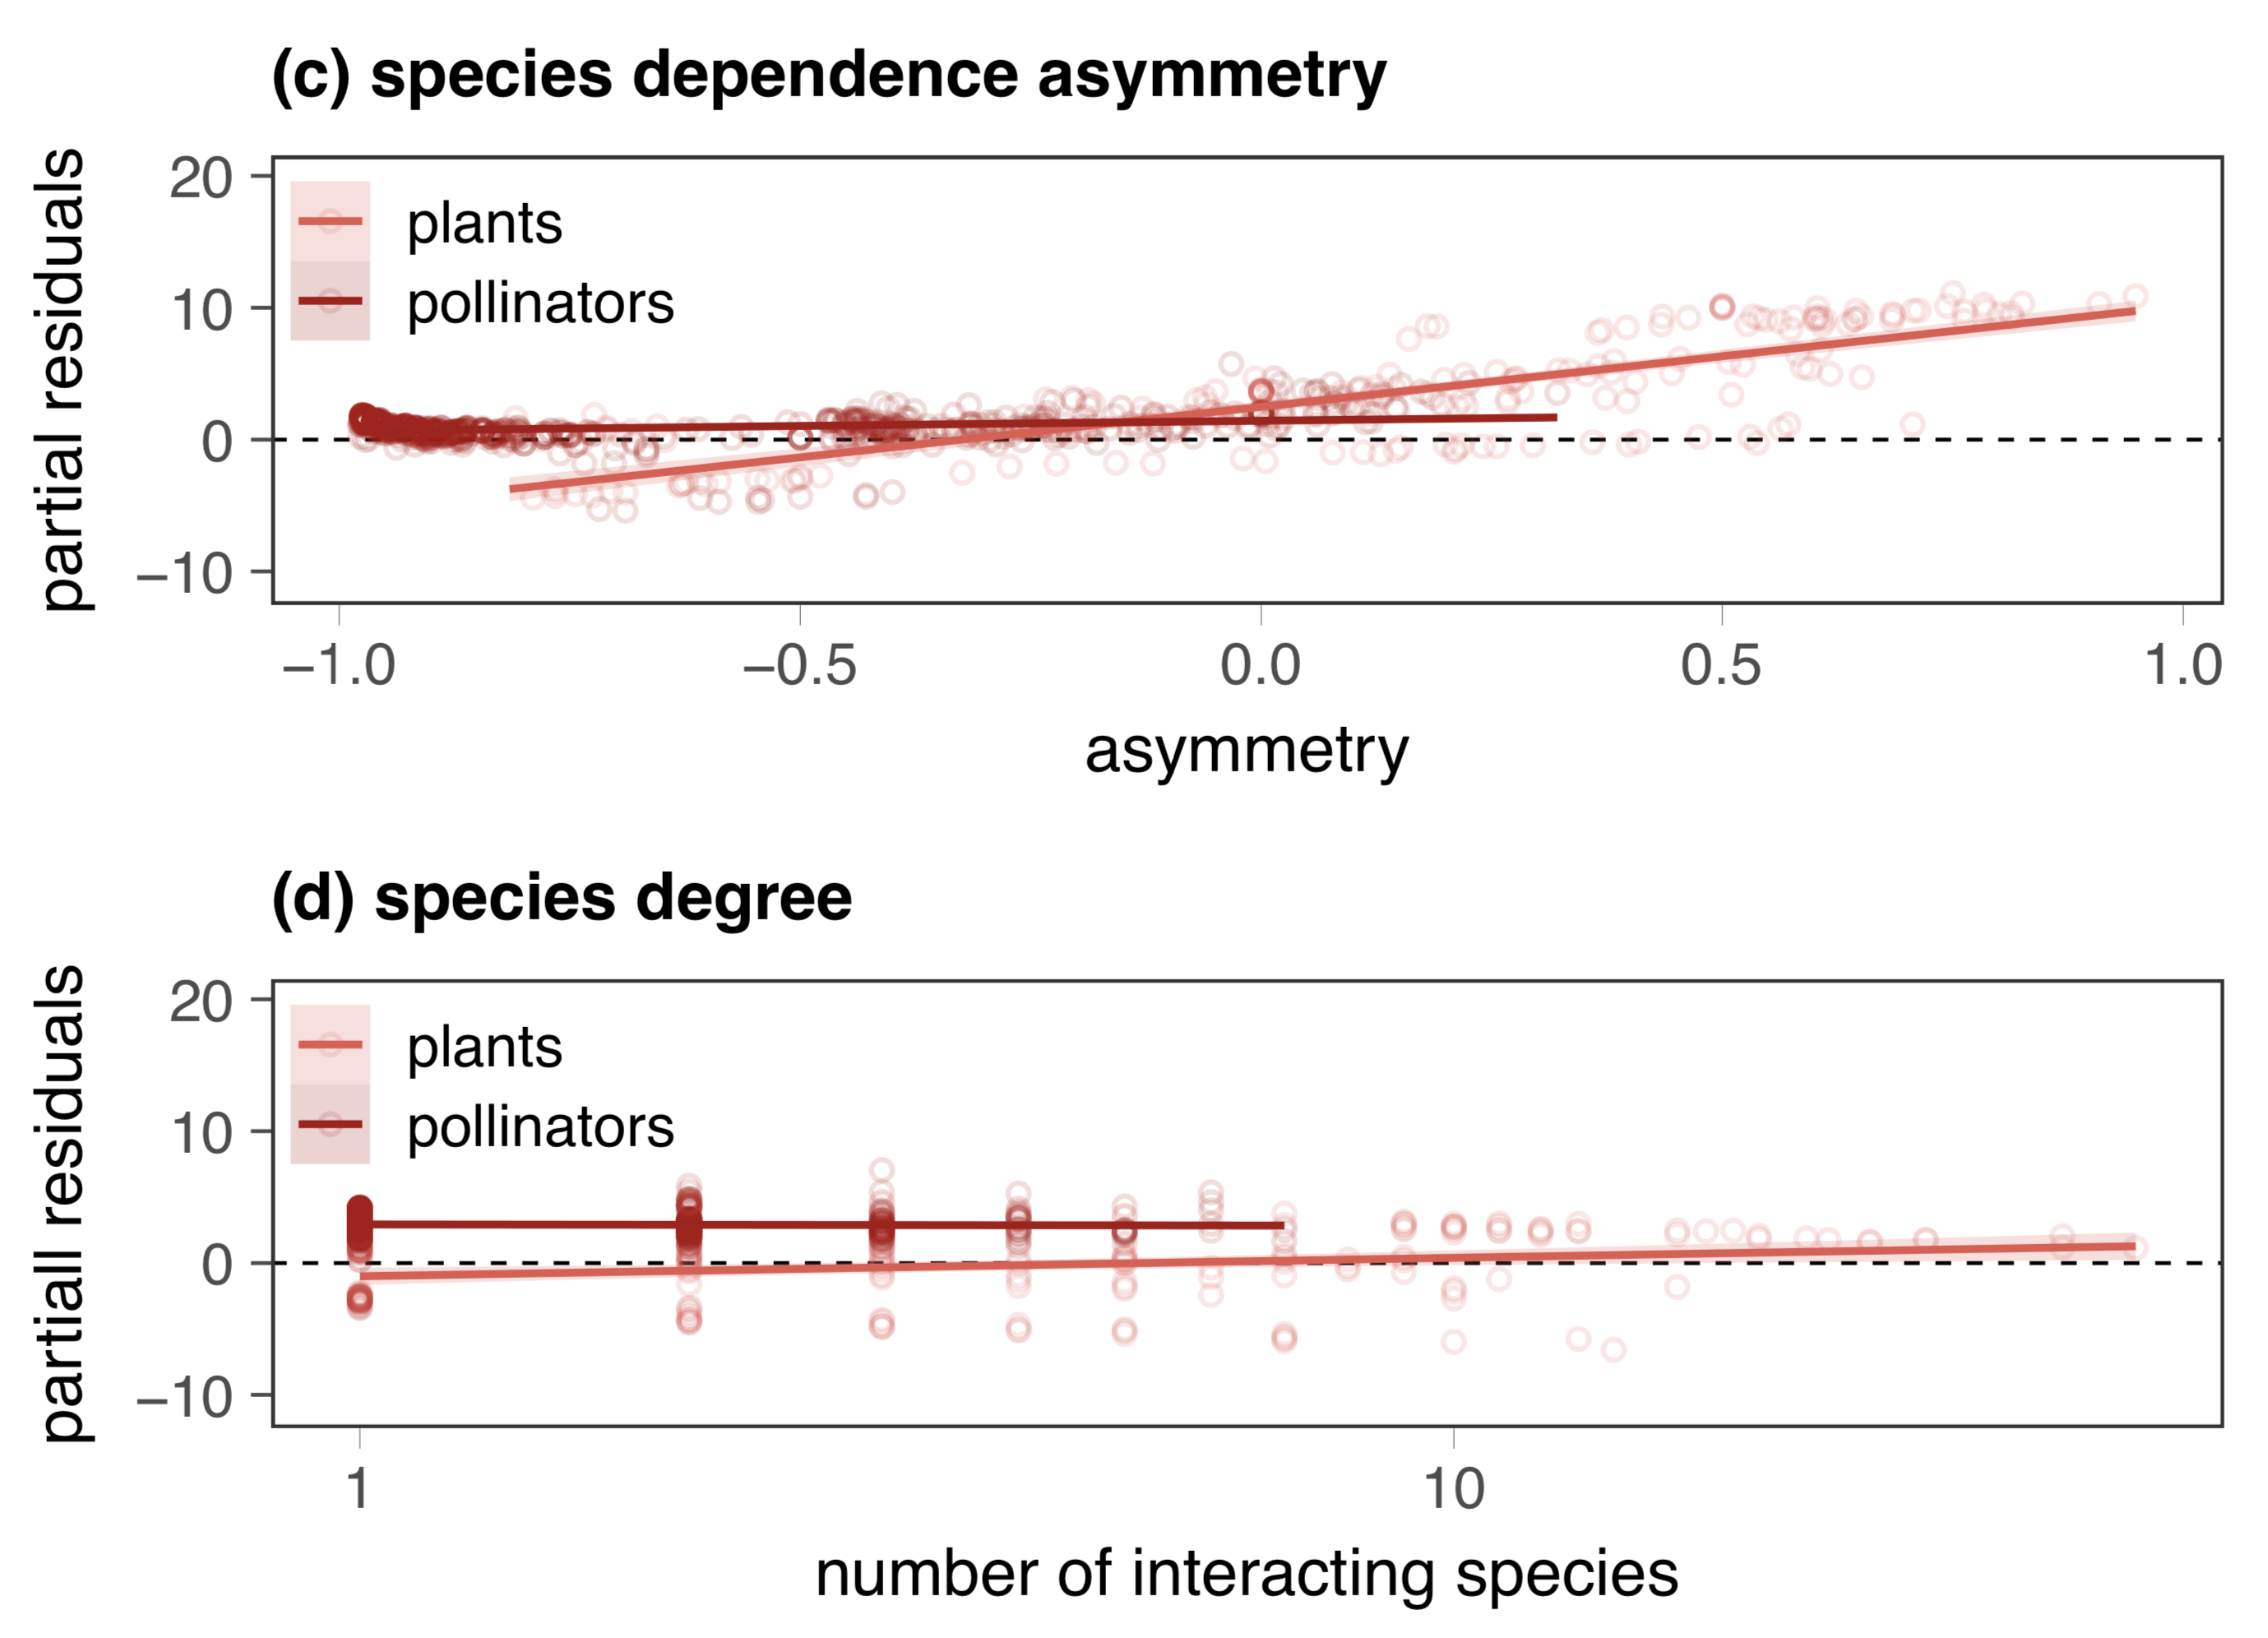 (c) species dependence asymmetry
partial residuals
20
10
0
−10
plants
pollinators
−1.0 −0.5 0.0 0.5 1.0
asymmetry
(d) species degree
partiall residuals
20
10
0
−10
plants
pollinators
1 10
number of interacting species